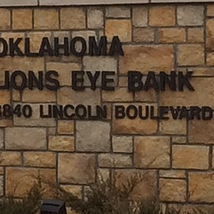 OKLAHOMA
LIONS EYE BANK
3840 LINCOLN BOULEVARD